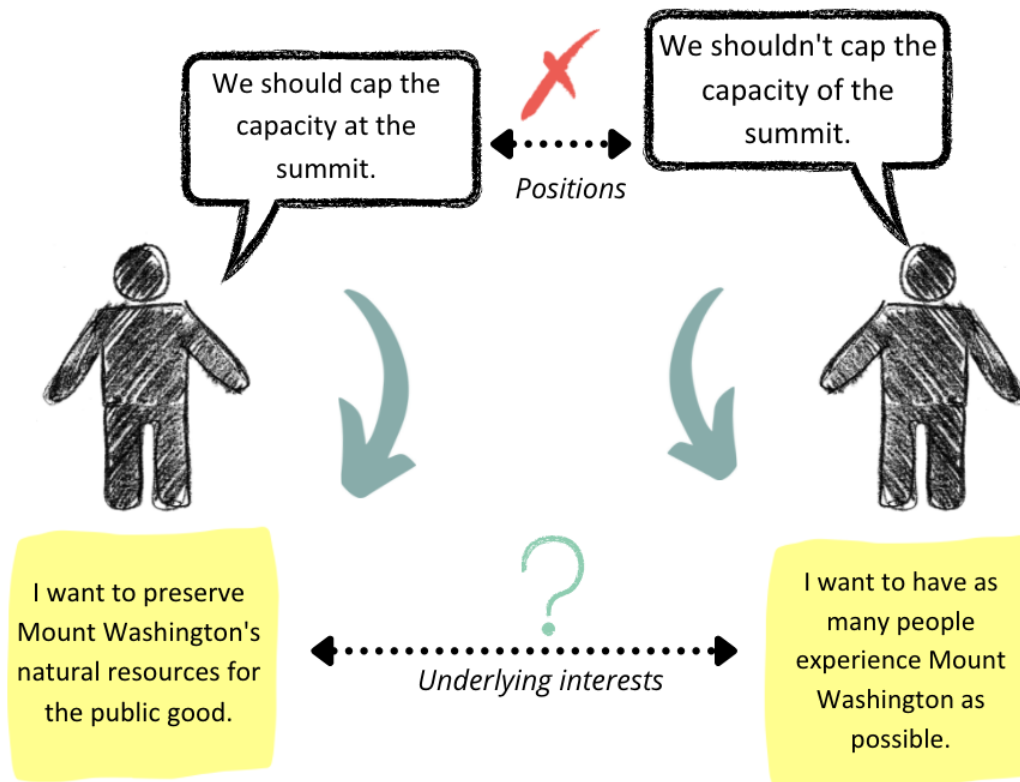 We should cap the
capacity at the
summit.
We shouldn't cap the
capacity of the
summit.
Positions
I want to preserve
Mount Washington's
natural resources for
the public good.
?
Underlying interests
I want to have as
many people
experience Mount
Washington as
possible.